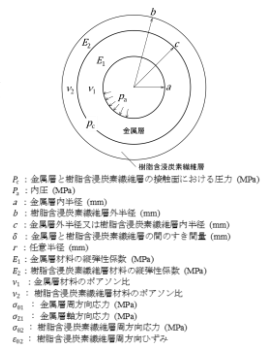 b
E₂
c
E₁
ν₂
ν₁
a
pₐ
金属層
p_c
樹脂含浸炭素繊維層
P_c：金属層と樹脂含浸炭素繊維層の接触面における圧力 (MPa)
Pₐ：内圧 (MPa)
a：金属層内半径 (mm)
b：樹脂含浸炭素繊維層外半径 (mm)
c：金属層外半径又は樹脂含浸炭素繊維層内半径 (mm)
δ：金属層と樹脂含浸炭素繊維層の間のすき間量 (mm)
r：任意半径 (mm)
E₁：金属層材料の縦弾性係数 (MPa)
E₂：樹脂含浸炭素繊維層材料の縦弾性係数 (MPa)
ν₁：金属層材料のポアソン比
ν₂：樹脂含浸炭素繊維層材料のポアソン比
σθ₁：金属層周方向応力 (MPa)
σz₁：金属層軸方向応力 (MPa)
σθ₂：樹脂含浸炭素繊維層周方向応力 (MPa)
εθ₂：樹脂含浸炭素繊維層周方向ひずみ